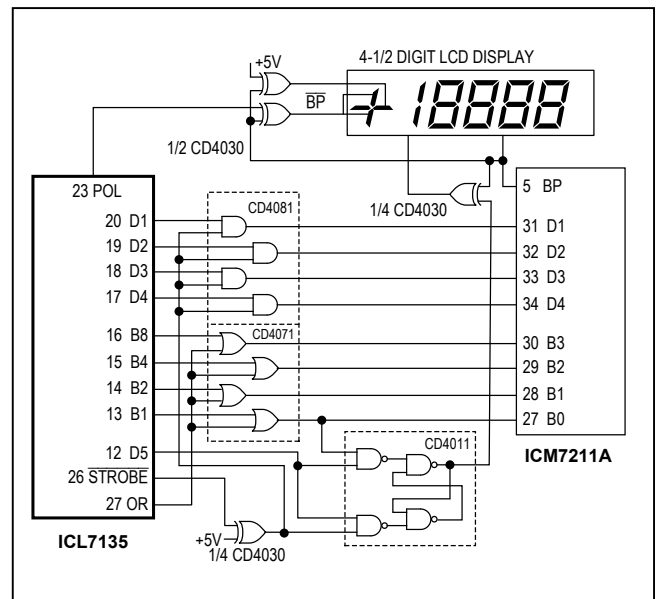 +5V
4-1/2 DIGIT LCD DISPLAY
BP
+18888
1/2 CD4030
23 POL
5 BP
1/4 CD4030
CD4081
20 D1
31 D1
19 D2
32 D2
18 D3
33 D3
17 D4
34 D4
CD4071
16 B8
30 B3
15 B4
29 B2
14 B2
28 B1
13 B1
27 B0
CD4011
12 D5
ICM7211A
26 STROBE
27 OR
+5V
1/4 CD4030
ICL7135